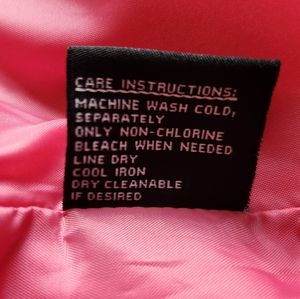 CARE INSTRUCTIONS:
MACHINE WASH COLD,
SEPARATELY
ONLY NON-CHLORINE
BLEACH WHEN NEEDED
LINE DRY
COOL IRON
DRY CLEANABLE
IF DESIRED